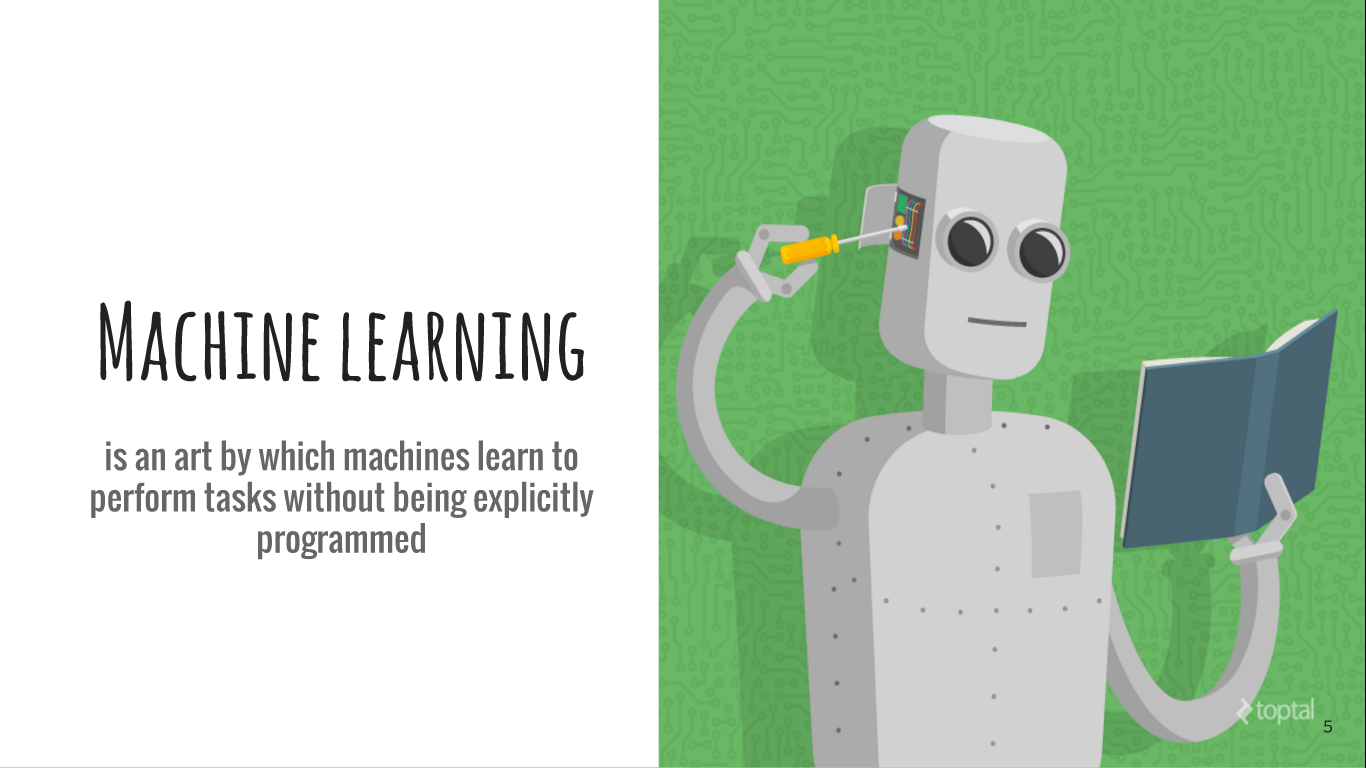 Machine learning
is an art by which machines learn to
perform tasks without being explicitly
programmed
toptal
5